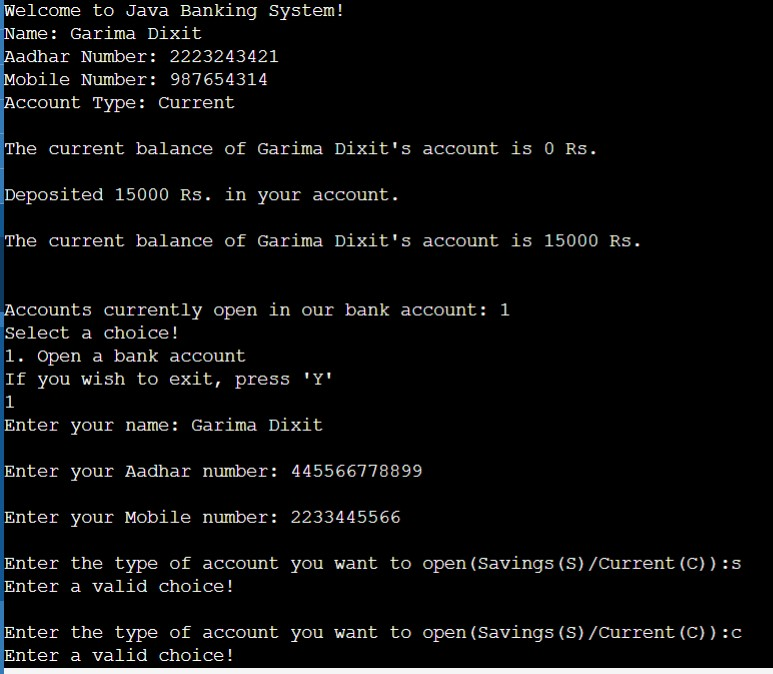 Welcome to Java Banking System!
Name: Garima Dixit
Aadhar Number: 2223243421
Mobile Number: 987654314
Account Type: Current
The current balance of Garima Dixit's account is 0 Rs.
Deposited 15000 Rs. in your account.
The current balance of Garima Dixit's account is 15000 Rs.
Accounts currently open in our bank account: 1
Select a choice!
1. Open a bank account
If you wish to exit, press 'Y'
1
Enter your name: Garima Dixit
Enter your Aadhar number: 445566778899
Enter your Mobile number: 2233445566
Enter the type of account you want to open(Savings(S)/Current(C)):s
Enter a valid choice!
Enter the type of account you want to open(Savings(S)/Current(C)):c
Enter a valid choice!